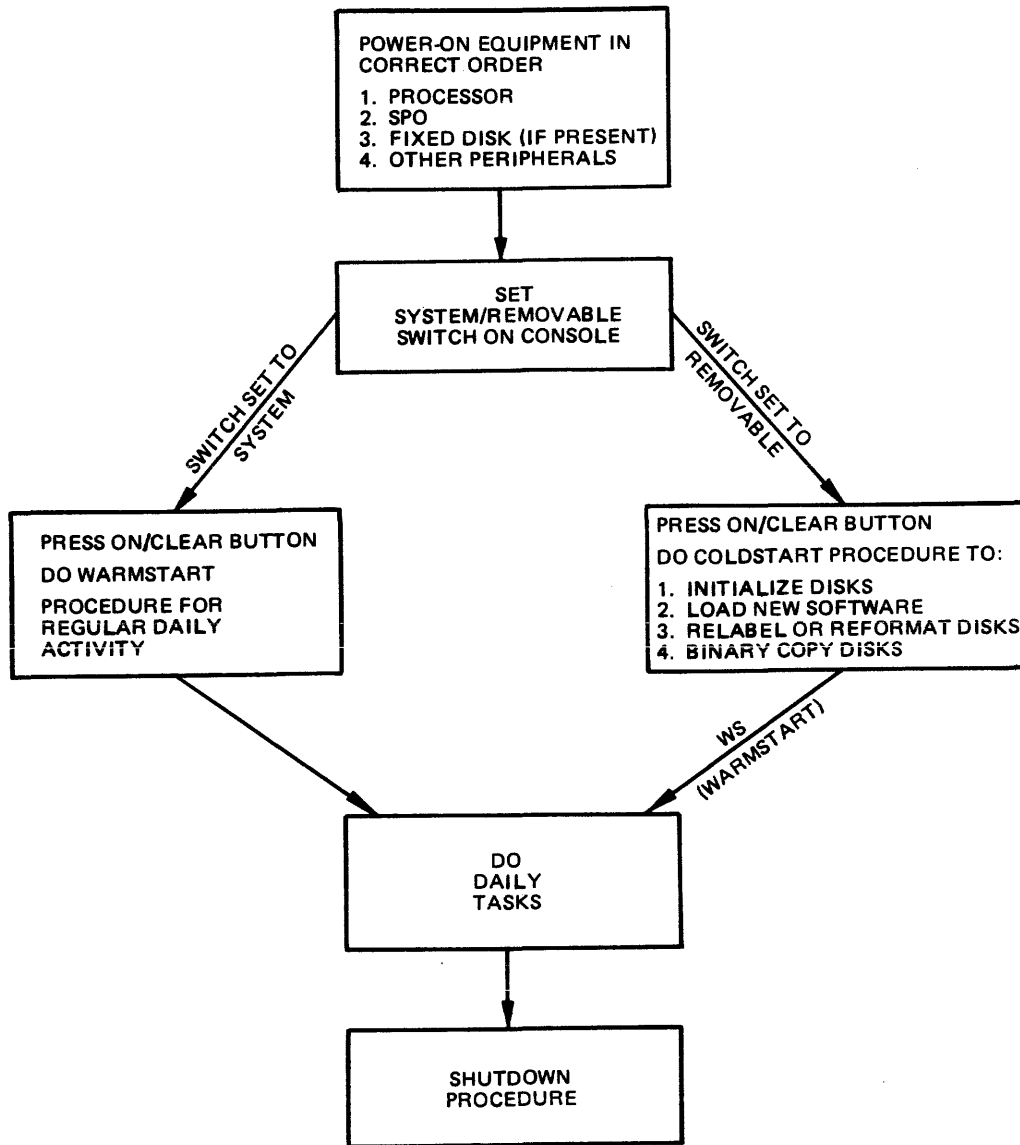 POWER-ON EQUIPMENT IN
CORRECT ORDER
1. PROCESSOR
2. SPO
3. FIXED DISK (IF PRESENT)
4. OTHER PERIPHERALS
SET
SYSTEM/REMOVABLE
SWITCH ON CONSOLE
SWITCH SET TO
SYSTEM
SWITCH SET TO
REMOVABLE
PRESS ON/CLEAR BUTTON
DO WARMSTART
PROCEDURE FOR
REGULAR DAILY
ACTIVITY
PRESS ON/CLEAR BUTTON
DO COLDSTART PROCEDURE TO:
1. INITIALIZE DISKS
2. LOAD NEW SOFTWARE
3. RELABEL OR REFORMAT DISKS
4. BINARY COPY DISKS
WS
(WARMSTART)
DO
DAILY
TASKS
SHUTDOWN
PROCEDURE